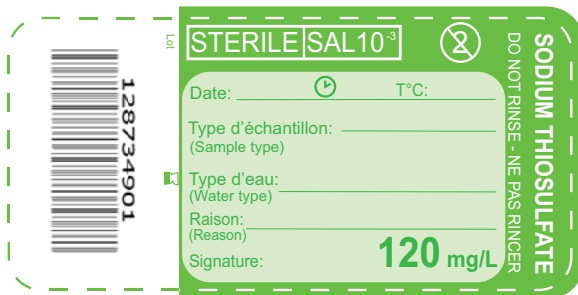 128734901
Lot
STERILE SAL10-3
2
Date: T°C:
Type d'échantillon:
(Sample type)
Type d'eau:
(Water type)
Raison:
(Reason)
Signature: 120 mg/L
DO NOT RINSE - NE PAS RINCER
SODIUM THIOSULFATE